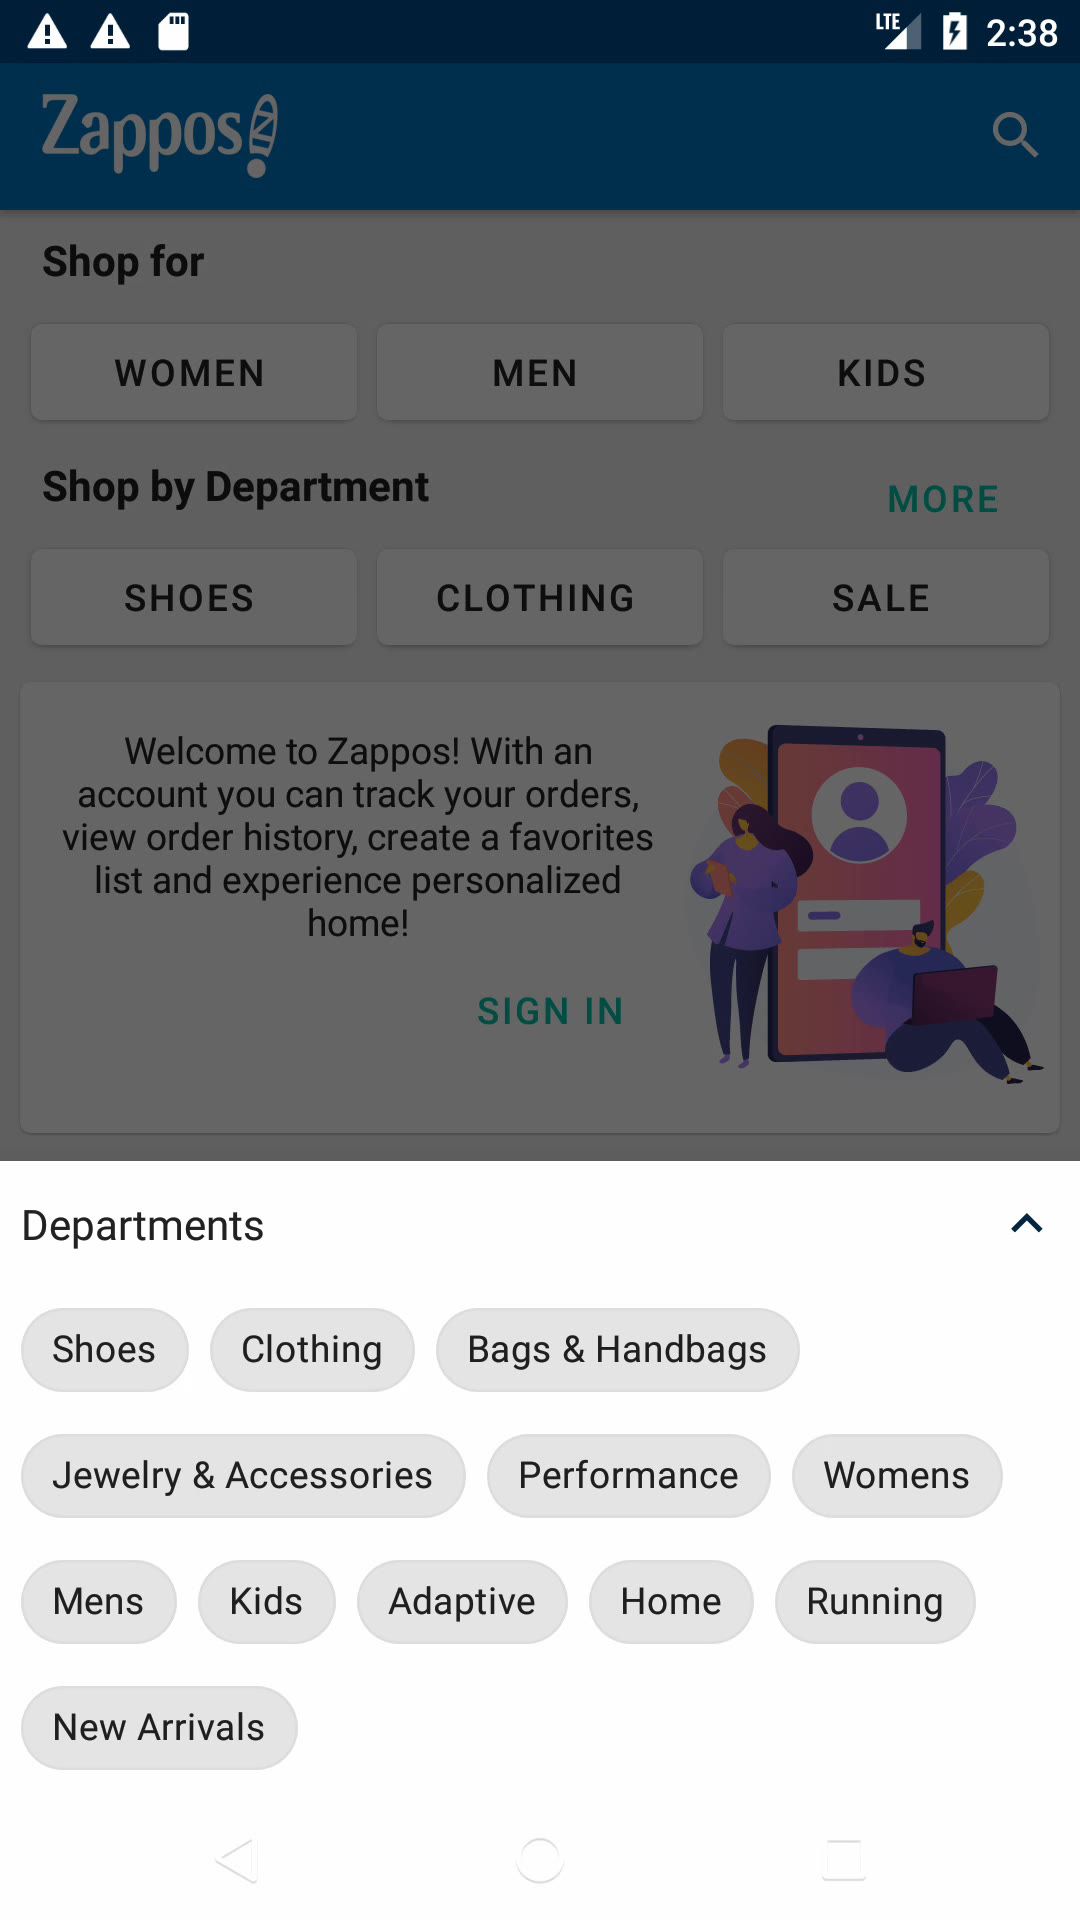 LTE 2:38
Zappos
Shop for
WOMEN MEN KIDS
Shop by Department
MORE
SHOES CLOTHING SALE
Welcome to Zappos! With an
account you can track your orders,
view order history, create a favorites
list and experience personalized
home!
SIGN IN
Departments
Shoes Clothing Bags & Handbags
Jewelry & Accessories Performance Womens
Mens Kids Adaptive Home Running
New Arrivals